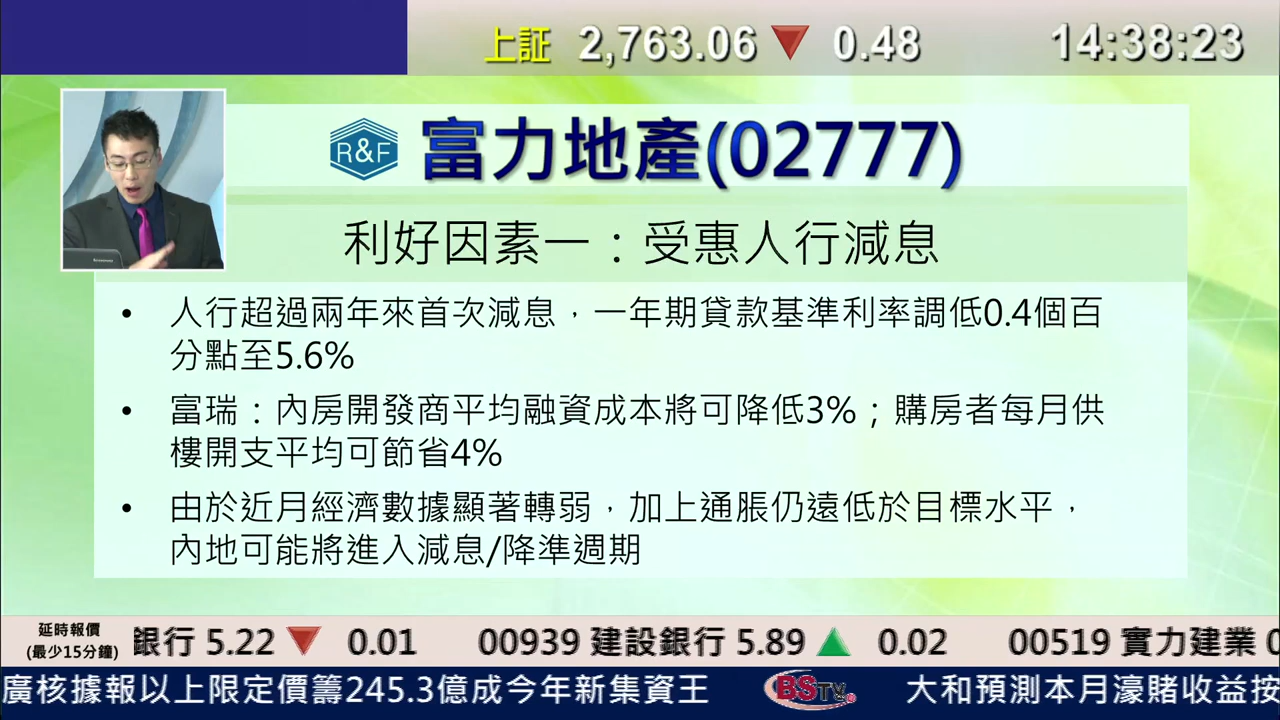 上証 2,763.06 ▼ 0.48 14:38:23
R&F 富力地產(02777)
利好因素一：受惠人行減息
• 人行超過兩年來首次減息，一年期貸款基準利率調低0.4個百
分點至5.6%
• 富瑞：內房開發商平均融資成本將可降低3%；購房者每月供
樓開支平均可節省4%
• 由於近月經濟數據顯著轉弱，加上通脹仍遠低於目標水平，
內地可能將進入減息/降準週期
延時報價
(最少15分鐘)
銀行 5.22 ▼ 0.01 00939 建設銀行 5.89 ▲ 0.02 00519 實力建業
廣核據報以上限定價籌245.3億成今年新集資王 BSTV 大和預測本月濠賭收益按